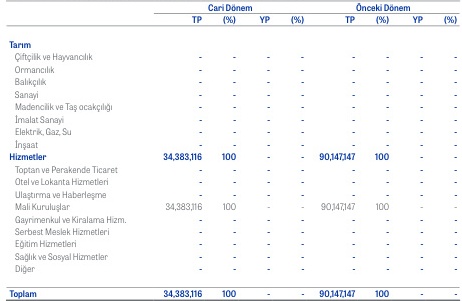 Cari Dönem Önceki Dönem
TP (%) YP (%) TP (%) YP (%)
Tarım
Çiftçilik ve Hayvancılık - - - - - - - -
Ormancılık - - - - - - - -
Balıkçılık - - - - - - - -
Sanayi - - - - - - - -
Madencilik ve Taş ocakçılığı - - - - - - - -
İmalat Sanayi - - - - - - - -
Elektrik, Gaz, Su - - - - - - - -
İnşaat - - - - - - - -
Hizmetler 34,383,116 100 - - 90,147,147 100 - -
Toptan ve Perakende Ticaret - - - - - - - -
Otel ve Lokanta Hizmetleri - - - - - - - -
Ulaştırma ve Haberleşme - - - - - - - -
Mali Kuruluşlar 34,383,116 100 - - 90,147,147 100 - -
Gayrimenkul ve Kiralama Hizm. - - - - - - - -
Serbest Meslek Hizmetleri - - - - - - - -
Eğitim Hizmetleri - - - - - - - -
Sağlık ve Sosyal Hizmetler - - - - - - - -
Diğer - - - - - - - -
Toplam 34,383,116 100 - - 90,147,147 100 - -